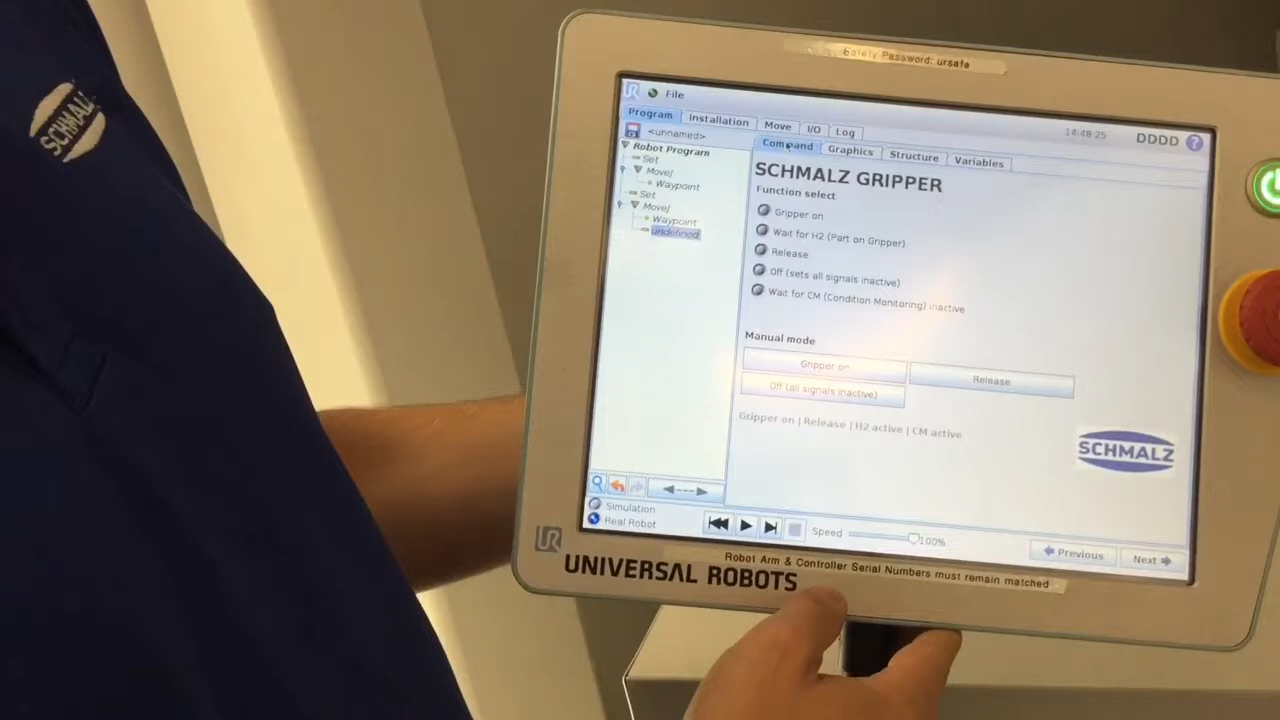 SCHMALZ
Safety Password: ursafe
File
14:48:25
DDDD ?
Program Installation Move I/O Log
<unnamed>
Command Graphics Structure Variables
Robot Program
Set
MoveJ
Waypoint
Set
MoveJ
Waypoint
undefined
SCHMALZ GRIPPER
Function select
Gripper on
Wait for H2 (Part on Gripper)
Release
Off (sets all signals inactive)
Wait for CM (Condition Monitoring) inactive
Manual mode
Gripper on Release
Off (all signals inactive)
Gripper on | Release | H2 active | CM active
SCHMALZ
Simulation
Real Robot
Speed 100%
Previous Next
UR
UNIVERSAL ROBOTS
Robot Arm & Controller Serial Numbers must remain matched